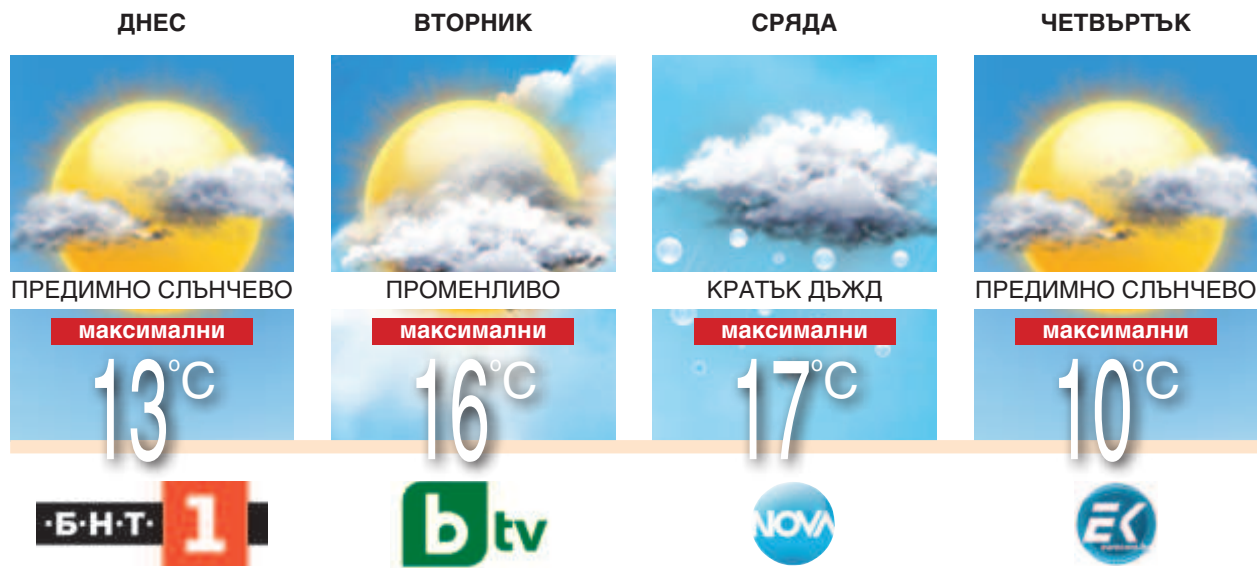 ДНЕС ВТОРНИК СРЯДА ЧЕТВЪРТЪК
ПРЕДИМНО СЛЪНЧЕВО ПРОМЕНЛИВО КРАТЪК ДЪЖД ПРЕДИМНО СЛЪНЧЕВО
максимални максимални максимални максимални
13°C 16°C 17°C 10°C
·Б·Н·Т· 1 btv NOVA EK